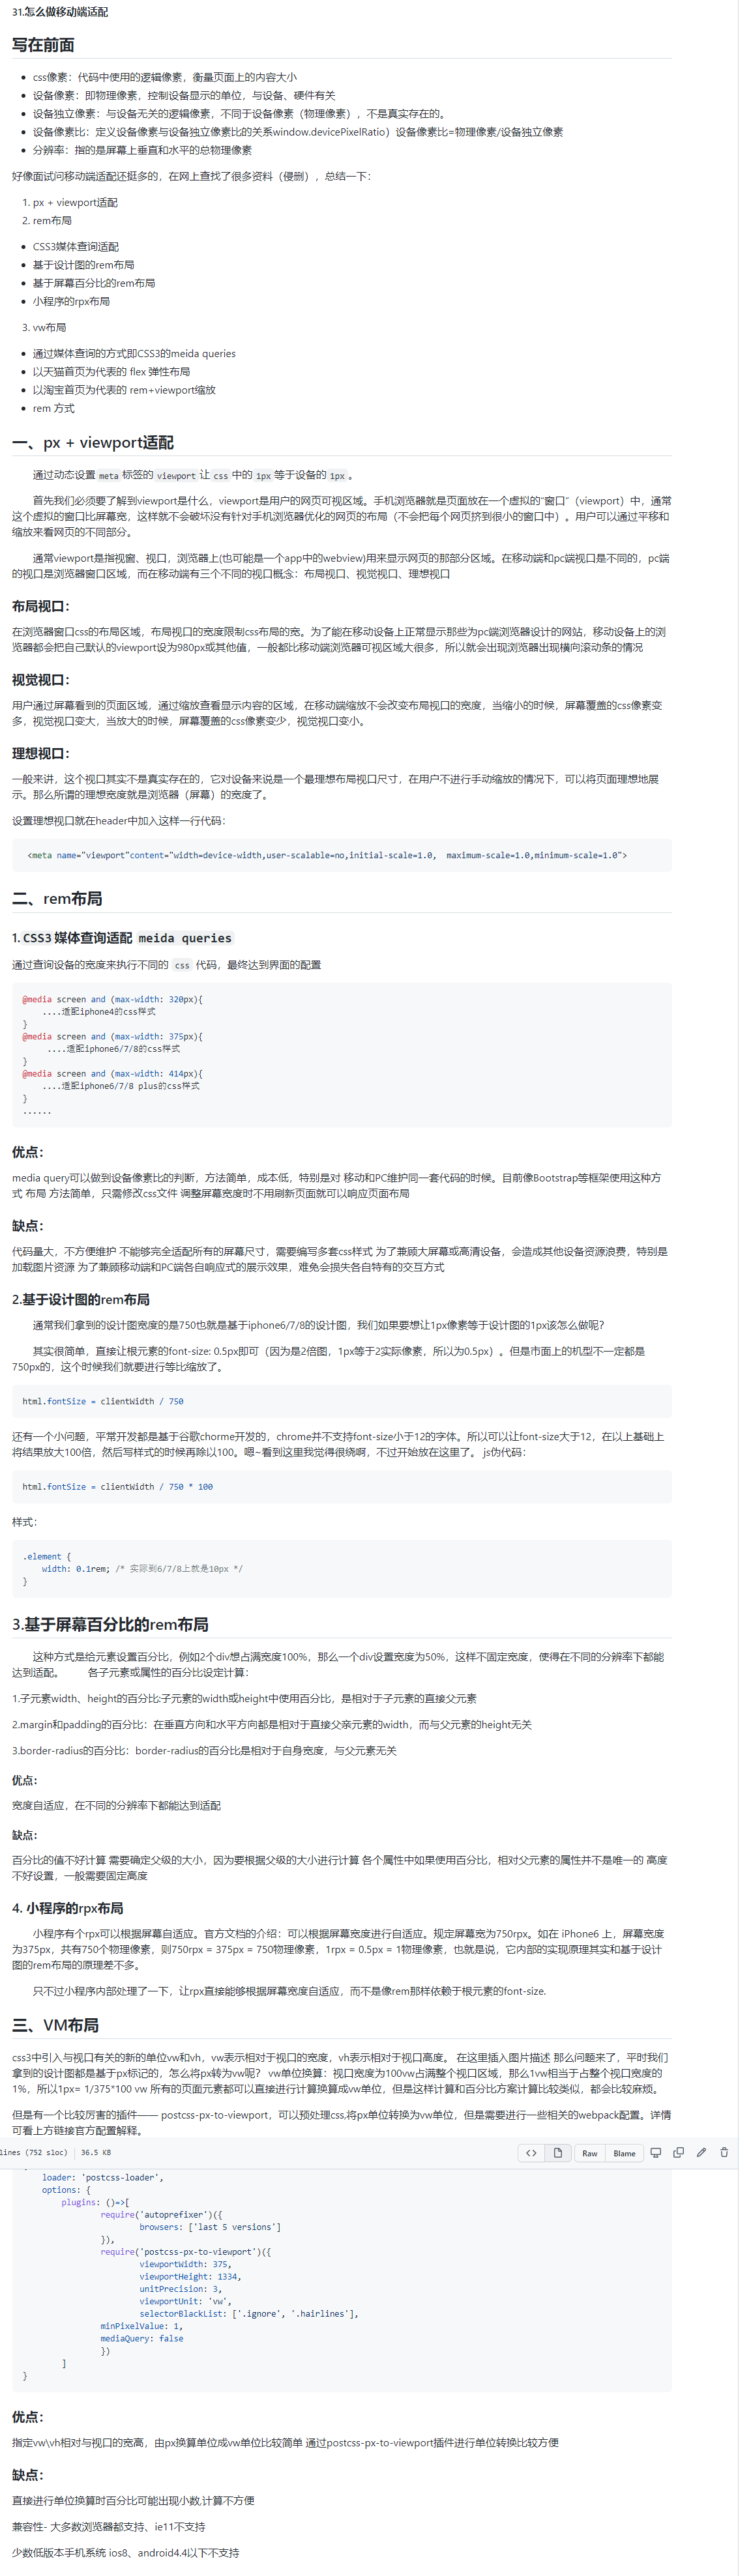 31.怎么做移动端适配
写在前面
css像素：代码中使用的逻辑像素，衡量页面上的内容大小
设备像素：即物理像素，控制设备显示的单位，与设备、硬件有关
设备独立像素：与设备无关的逻辑像素，不同于设备像素（物理像素），不是真实存在的。
设备像素比：定义设备像素与设备独立像素比的关系window.devicePixelRatio）设备像素比=物理像素/设备独立像素
分辨率：指的是屏幕上垂直和水平的总物理像素
好像面试问移动端适配还挺多的，在网上查找了很多资料（侵删），总结一下：
1. px + viewport适配
2. rem布局
CSS3媒体查询适配
基于设计图的rem布局
基于屏幕百分比的rem布局
小程序的rpx布局
3. vw布局
通过媒体查询的方式即CSS3的meida queries
以天猫首页为代表的 flex 弹性布局
以淘宝首页为代表的 rem+viewport缩放
rem 方式
一、px + viewport适配
通过动态设置 meta 标签的 viewport 让 css 中的 1px 等于设备的 1px 。
首先我们必须要了解到viewport是什么，viewport是用户的网页可视区域。手机浏览器就是页面放在一个虚拟的“窗口”（viewport）中，通常
这个虚拟的窗口比屏幕宽，这样就不会破坏没有针对手机浏览器优化的网页的布局（不会把每个网页挤到很小的窗口中）。用户可以通过平移和
缩放来看网页的不同部分。
通常viewport是指视窗、视口，浏览器上(也可能是一个app中的webview)用来显示网页的那部分区域。在移动端和pc端视口是不同的，pc端
的视口是浏览器窗口区域，而在移动端有三个不同的视口概念：布局视口、视觉视口、理想视口
布局视口：
在浏览器窗口css的布局区域，布局视口的宽度限制css布局的宽。为了能在移动设备上正常显示那些为pc端浏览器设计的网站，移动设备上的浏
览器都会把自己默认的viewport设为980px或其他值，一般都比移动端浏览器可视区域大很多，所以就会出现浏览器出现横向滚动条的情况
视觉视口：
用户通过屏幕看到的页面区域，通过缩放查看显示内容的区域，在移动端缩放不会改变布局视口的宽度，当缩小的时候，屏幕覆盖的css像素变
多，视觉视口变大，当放大的时候，屏幕覆盖的css像素变少，视觉视口变小。
理想视口：
一般来讲，这个视口其实不是真实存在的，它对设备来说是一个最理想布局视口尺寸，在用户不进行手动缩放的情况下，可以将页面理想地展
示。那么所谓的理想宽度就是浏览器（屏幕）的宽度了。
设置理想视口就在header中加入这样一行代码：
<meta name="viewport"content="width=device-width,user-scalable=no,initial-scale=1.0,  maximum-scale=1.0,minimum-scale=1.0">
二、rem布局
1. CSS3 媒体查询适配 meida queries
通过查询设备的宽度来执行不同的 css 代码，最终达到界面的配置
@media screen and (max-width: 320px){
....适配iphone4的css样式
}
@media screen and (max-width: 375px){
....适配iphone6/7/8的css样式
}
@media screen and (max-width: 414px){
....适配iphone6/7/8 plus的css样式
}
......
优点：
media query可以做到设备像素比的判断，方法简单，成本低，特别是对 移动和PC维护同一套代码的时候。目前像Bootstrap等框架使用这种方
式 布局 方法简单，只需修改css文件 调整屏幕宽度时不用刷新页面就可以响应页面布局
缺点：
代码量大，不方便维护 不能够完全适配所有的屏幕尺寸，需要编写多套css样式 为了兼顾大屏幕或高清设备，会造成其他设备资源浪费，特别是
加载图片资源 为了兼顾移动端和PC端各自响应式的展示效果，难免会损失各自特有的交互方式
2.基于设计图的rem布局
通常我们拿到的设计图宽度的是750也就是基于iphone6/7/8的设计图，我们如果要想让1px像素等于设计图的1px该怎么做呢？
其实很简单，直接让根元素的font-size: 0.5px即可（因为是2倍图，1px等于2实际像素，所以为0.5px）。但是市面上的机型不一定都是
750px的，这个时候我们就要进行等比缩放了。
html.fontSize = clientWidth / 750
还有一个小问题，平常开发都是基于谷歌chorme开发的，chrome并不支持font-size小于12的字体。所以可以让font-size大于12，在以上基础上
将结果放大100倍，然后写样式的时候再除以100。嗯~看到这里我觉得很绕啊，不过开始放在这里了。 js伪代码：
html.fontSize = clientWidth / 750 * 100
样式：
.element {
width: 0.1rem; /* 实际到6/7/8上就是10px */
}
3.基于屏幕百分比的rem布局
这种方式是给元素设置百分比，例如2个div想占满宽度100%，那么一个div设置宽度为50%，这样不固定宽度，使得在不同的分辨率下都能
达到适配。 各子元素或属性的百分比设定计算：
1.子元素width、height的百分比:子元素的width或height中使用百分比，是相对于子元素的直接父元素
2.margin和padding的百分比：在垂直方向和水平方向都是相对于直接父亲元素的width，而与父元素的height无关
3.border-radius的百分比：border-radius的百分比是相对于自身宽度，与父元素无关
优点：
宽度自适应，在不同的分辨率下都能达到适配
缺点：
百分比的值不好计算 需要确定父级的大小，因为要根据父级的大小进行计算 各个属性中如果使用百分比，相对父元素的属性并不是唯一的 高度
不好设置，一般需要固定高度
4. 小程序的rpx布局
小程序有个rpx可以根据屏幕自适应。官方文档的介绍：可以根据屏幕宽度进行自适应。规定屏幕宽为750rpx。如在 iPhone6 上，屏幕宽度
为375px，共有750个物理像素，则750rpx = 375px = 750物理像素，1rpx = 0.5px = 1物理像素，也就是说，它内部的实现原理其实和基于设计
图的rem布局的原理差不多。
只不过小程序内部处理了一下，让rpx直接能够根据屏幕宽度自适应，而不是像rem那样依赖于根元素的font-size.
三、VM布局
css3中引入与视口有关的新的单位vw和vh，vw表示相对于视口的宽度，vh表示相对于视口高度。 在这里插入图片描述 那么问题来了，平时我们
拿到的设计图都是基于px标记的，怎么将px转为vw呢？ vw单位换算：视口宽度为100vw占满整个视口区域，那么1vw相当于占整个视口宽度的
1%，所以1px= 1/375*100 vw 所有的页面元素都可以直接进行计算换算成vw单位，但是这样计算和百分比方案计算比较类似，都会比较麻烦。
但是有一个比较厉害的插件—— postcss-px-to-viewport，可以预处理css,将px单位转换为vw单位，但是需要进行一些相关的webpack配置。详情
可看上方链接官方配置解释。
lines (752 sloc) 36.5 KB Raw Blame
loader: 'postcss-loader',
options: {
plugins: ()=>[
require('autoprefixer')({
browsers: ['last 5 versions']
}),
require('postcss-px-to-viewport')({
viewportWidth: 375,
viewportHeight: 1334,
unitPrecision: 3,
viewportUnit: 'vw',
selectorBlackList: ['.ignore', '.hairlines'],
minPixelValue: 1,
mediaQuery: false
})
]
}
优点：
指定vw\vh相对与视口的宽高，由px换算单位成vw单位比较简单 通过postcss-px-to-viewport插件进行单位转换比较方便
缺点：
直接进行单位换算时百分比可能出现小数,计算不方便
兼容性- 大多数浏览器都支持、ie11不支持
少数低版本手机系统 ios8、android4.4以下不支持